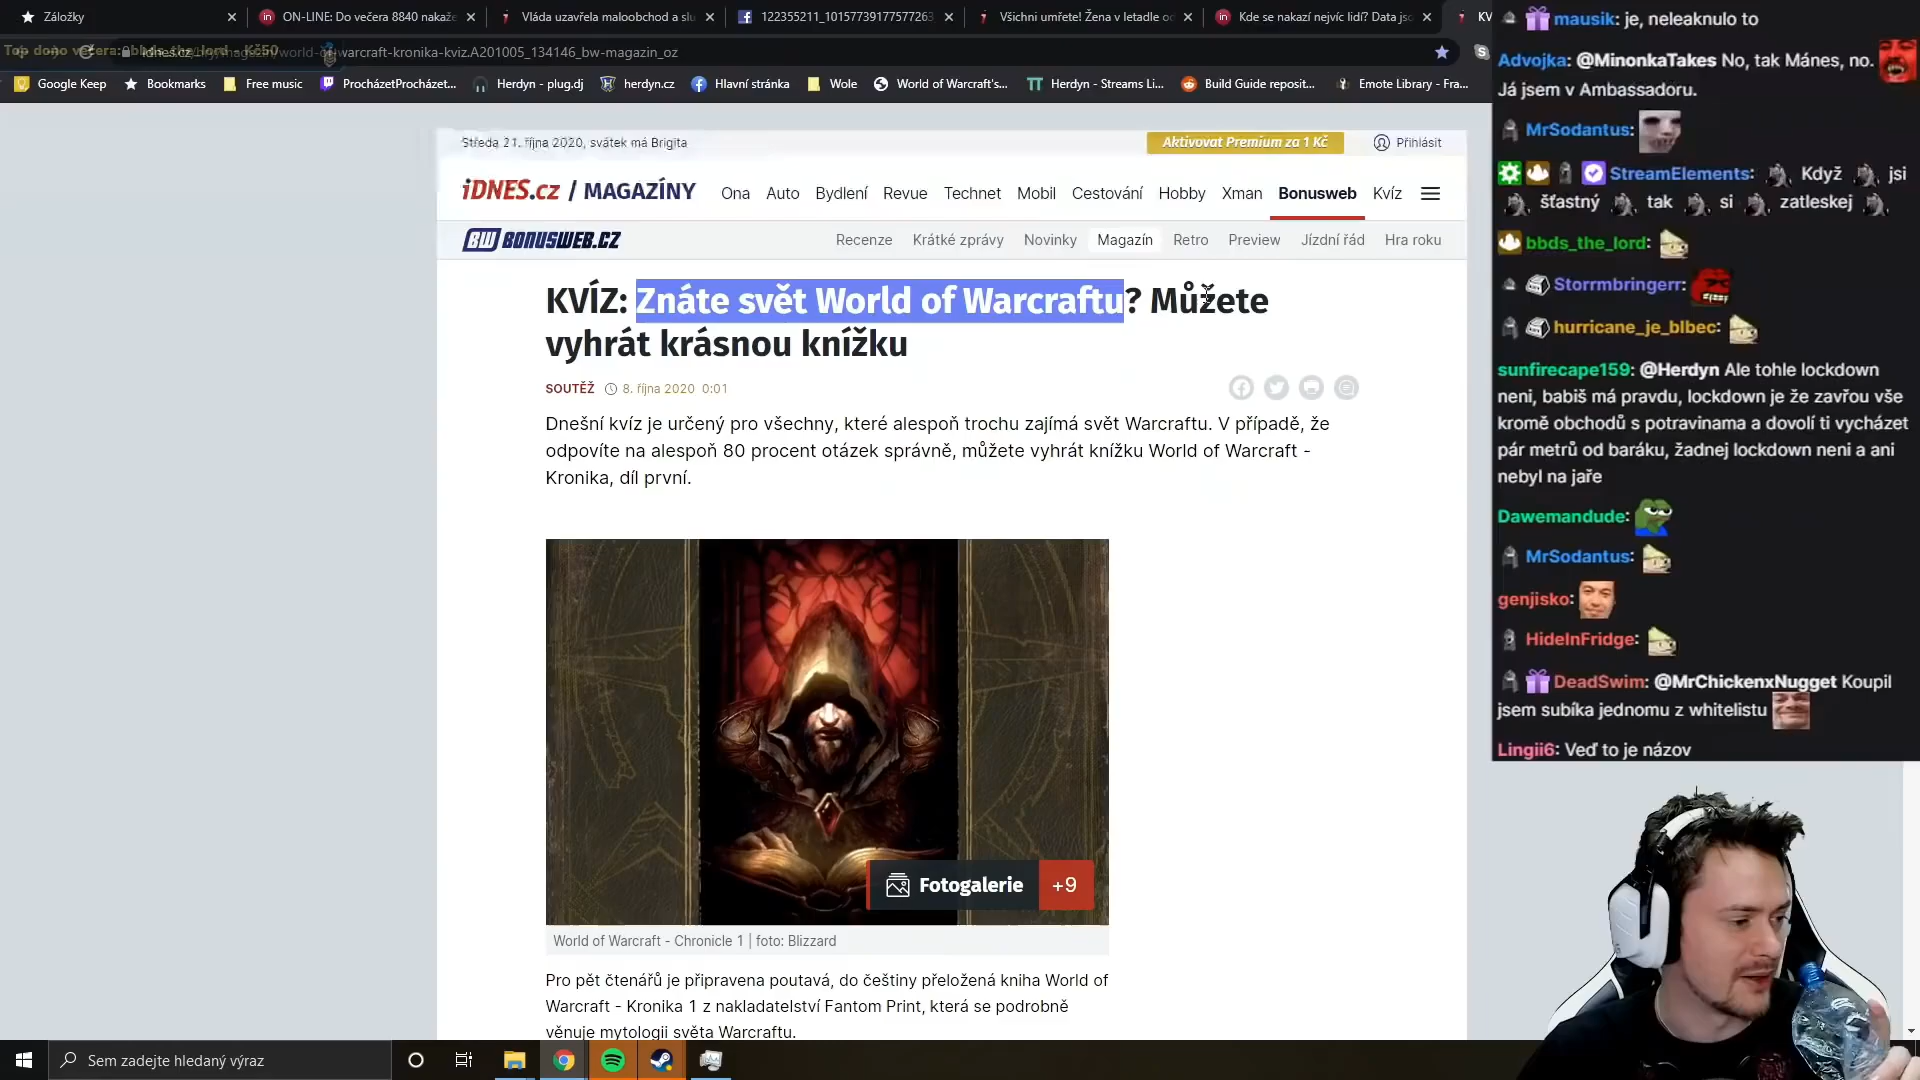 Záložky
ON-LINE: Do večera 8840 nakaže
Vláda uzavřela maloobchod a slu
122355211_10157739177577263
Všichni umřete! Žena v letadle o
Kde se nakazí nejvíc lidí? Data jso
KV
Top dono večera: bbds_the_lord - Kč50
warcraft-kronika-kviz.A201005_134146_bw-magazin_oz
Google Keep
Bookmarks
Free music
ProcházetProcházet...
Herdyn - plug.dj
herdyn.cz
Hlavní stránka
Wole
World of Warcraft's...
Herdyn - Streams Li...
Build Guide reposit...
Emote Library - Fra...
Středa 21. října 2020, svátek má Brigita
Aktivovat Premium za 1 Kč
Přihlásit
iDNES.cz / MAGAZÍNY
Ona Auto Bydlení Revue Technet Mobil Cestování Hobby Xman Bonusweb Kvíz
BW BONUSWEB.CZ
Recenze Krátké zprávy Novinky Magazín Retro Preview Jízdní řád Hra roku
KVÍZ: Znáte svět World of Warcraftu? Můžete
vyhrát krásnou knížku
SOUTĚŽ 8. října 2020 0:01
Dnešní kvíz je určený pro všechny, které alespoň trochu zajímá svět Warcraftu. V případě, že
odpovíte na alespoň 80 procent otázek správně, můžete vyhrát knížku World of Warcraft -
Kronika, díl první.
Fotogalerie +9
World of Warcraft - Chronicle 1 | foto: Blizzard
Pro pět čtenářů je připravena poutavá, do češtiny přeložená kniha World of
Warcraft - Kronika 1 z nakladatelství Fantom Print, která se podrobně
věnuje mytologii světa Warcraftu.
mausik: je, neleaknulo to
Advojka: @MinonkaTakes No, tak Mánes, no.
Já jsem v Ambassadoru.
MrSodantus:
StreamElements: Když jsi
šťastný tak si zatleskej
bbds_the_lord:
Storrmbringerr:
hurricane_je_blbec:
sunfirecape159: @Herdyn Ale tohle lockdown
neni, babiš má pravdu, lockdown je že zavřou vše
kromě obchodů s potravinama a dovolí ti vycházet
pár metrů od baráku, žadnej lockdown neni a ani
nebyl na jaře
Dawemandude:
MrSodantus:
genjisko:
HideInFridge:
DeadSwim: @MrChickenxNugget Koupil
jsem subíka jednomu z whitelistu
Lingii6: Veď to je názov
Sem zadejte hledaný výraz